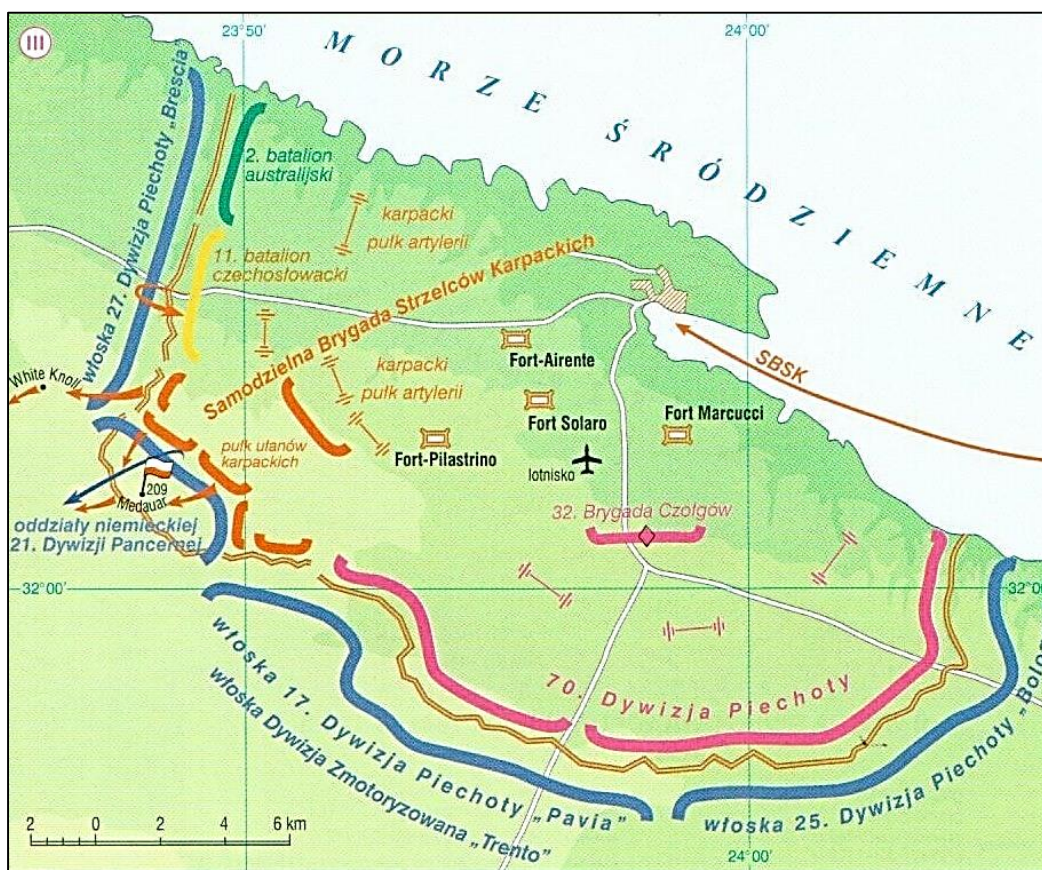 III
23°50'
24°00'
MORZE ŚRÓDZIEMNE
włoska 27. Dywizja Piechoty „Brescia”
2. batalion
australijski
karpacki
pułk artylerii
11. batalion
czechosłowacki
Samodzielna Brygada Strzelców Karpackich
SBSK
Fort-Airente
karpacki
pułk artylerii
White Knoll
Fort Solaro
Fort Marcucci
pułk ułanów
karpackich
Fort-Pilastrino
lotnisko
209
Medauar
32. Brygada Czołgów
oddziały niemieckiej
21. Dywizji Pancernej
32°00'
32°00'
70. Dywizja Piechoty
włoska 17. Dywizja Piechoty „Pavia”
włoska Dywizja Zmotoryzowana „Trento”
włoska 25. Dywizja Piechoty „Bolon
2 0 2 4 6 km
24°00'